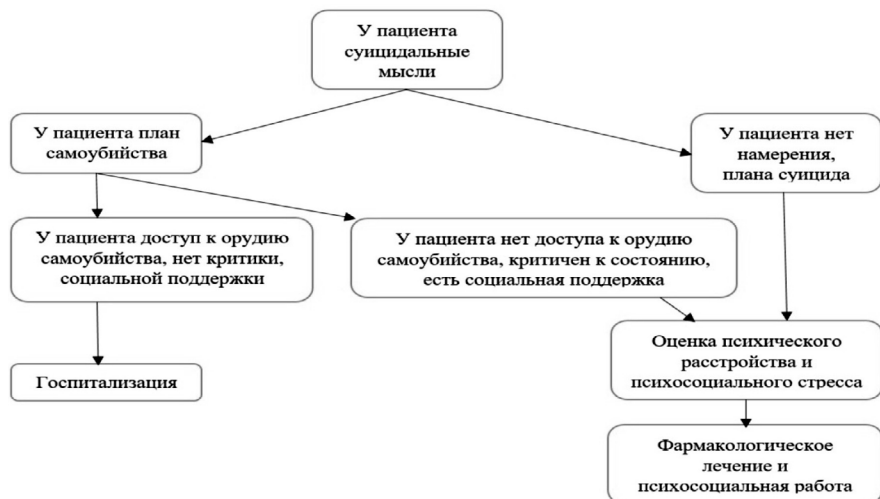 У пациента
суицидальные
мысли
У пациента план
самоубийства
У пациента нет
намерения,
плана суицида
У пациента доступ к орудию
самоубийства, нет критики,
социальной поддержки
У пациента нет доступа к орудию
самоубийства, критичен к состоянию,
есть социальная поддержка
Госпитализация
Оценка психического
расстройства и
психосоциального стресса
Фармакологическое
лечение и
психосоциальная работа